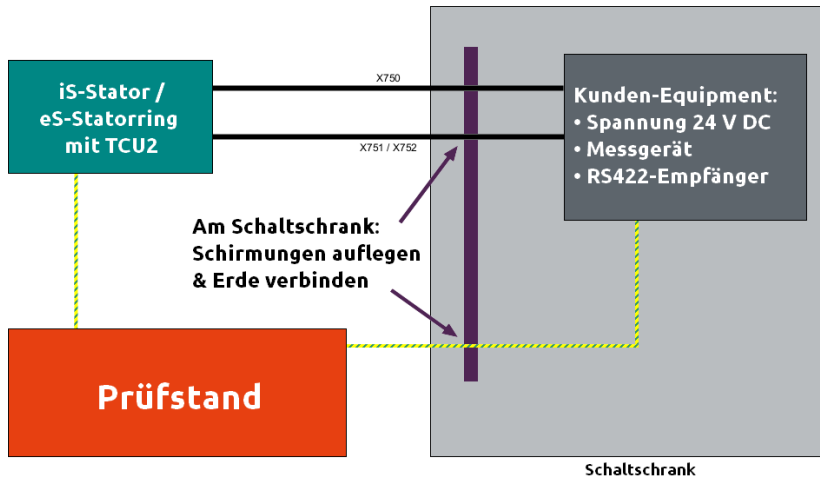 iS-Stator /
eS-Statorring
mit TCU2
X750
X751 / X752
Kunden-Equipment:
• Spannung 24 V DC
• Messgerät
• RS422-Empfänger
Am Schaltschrank:
Schirmungen auflegen
& Erde verbinden
Prüfstand
Schaltschrank